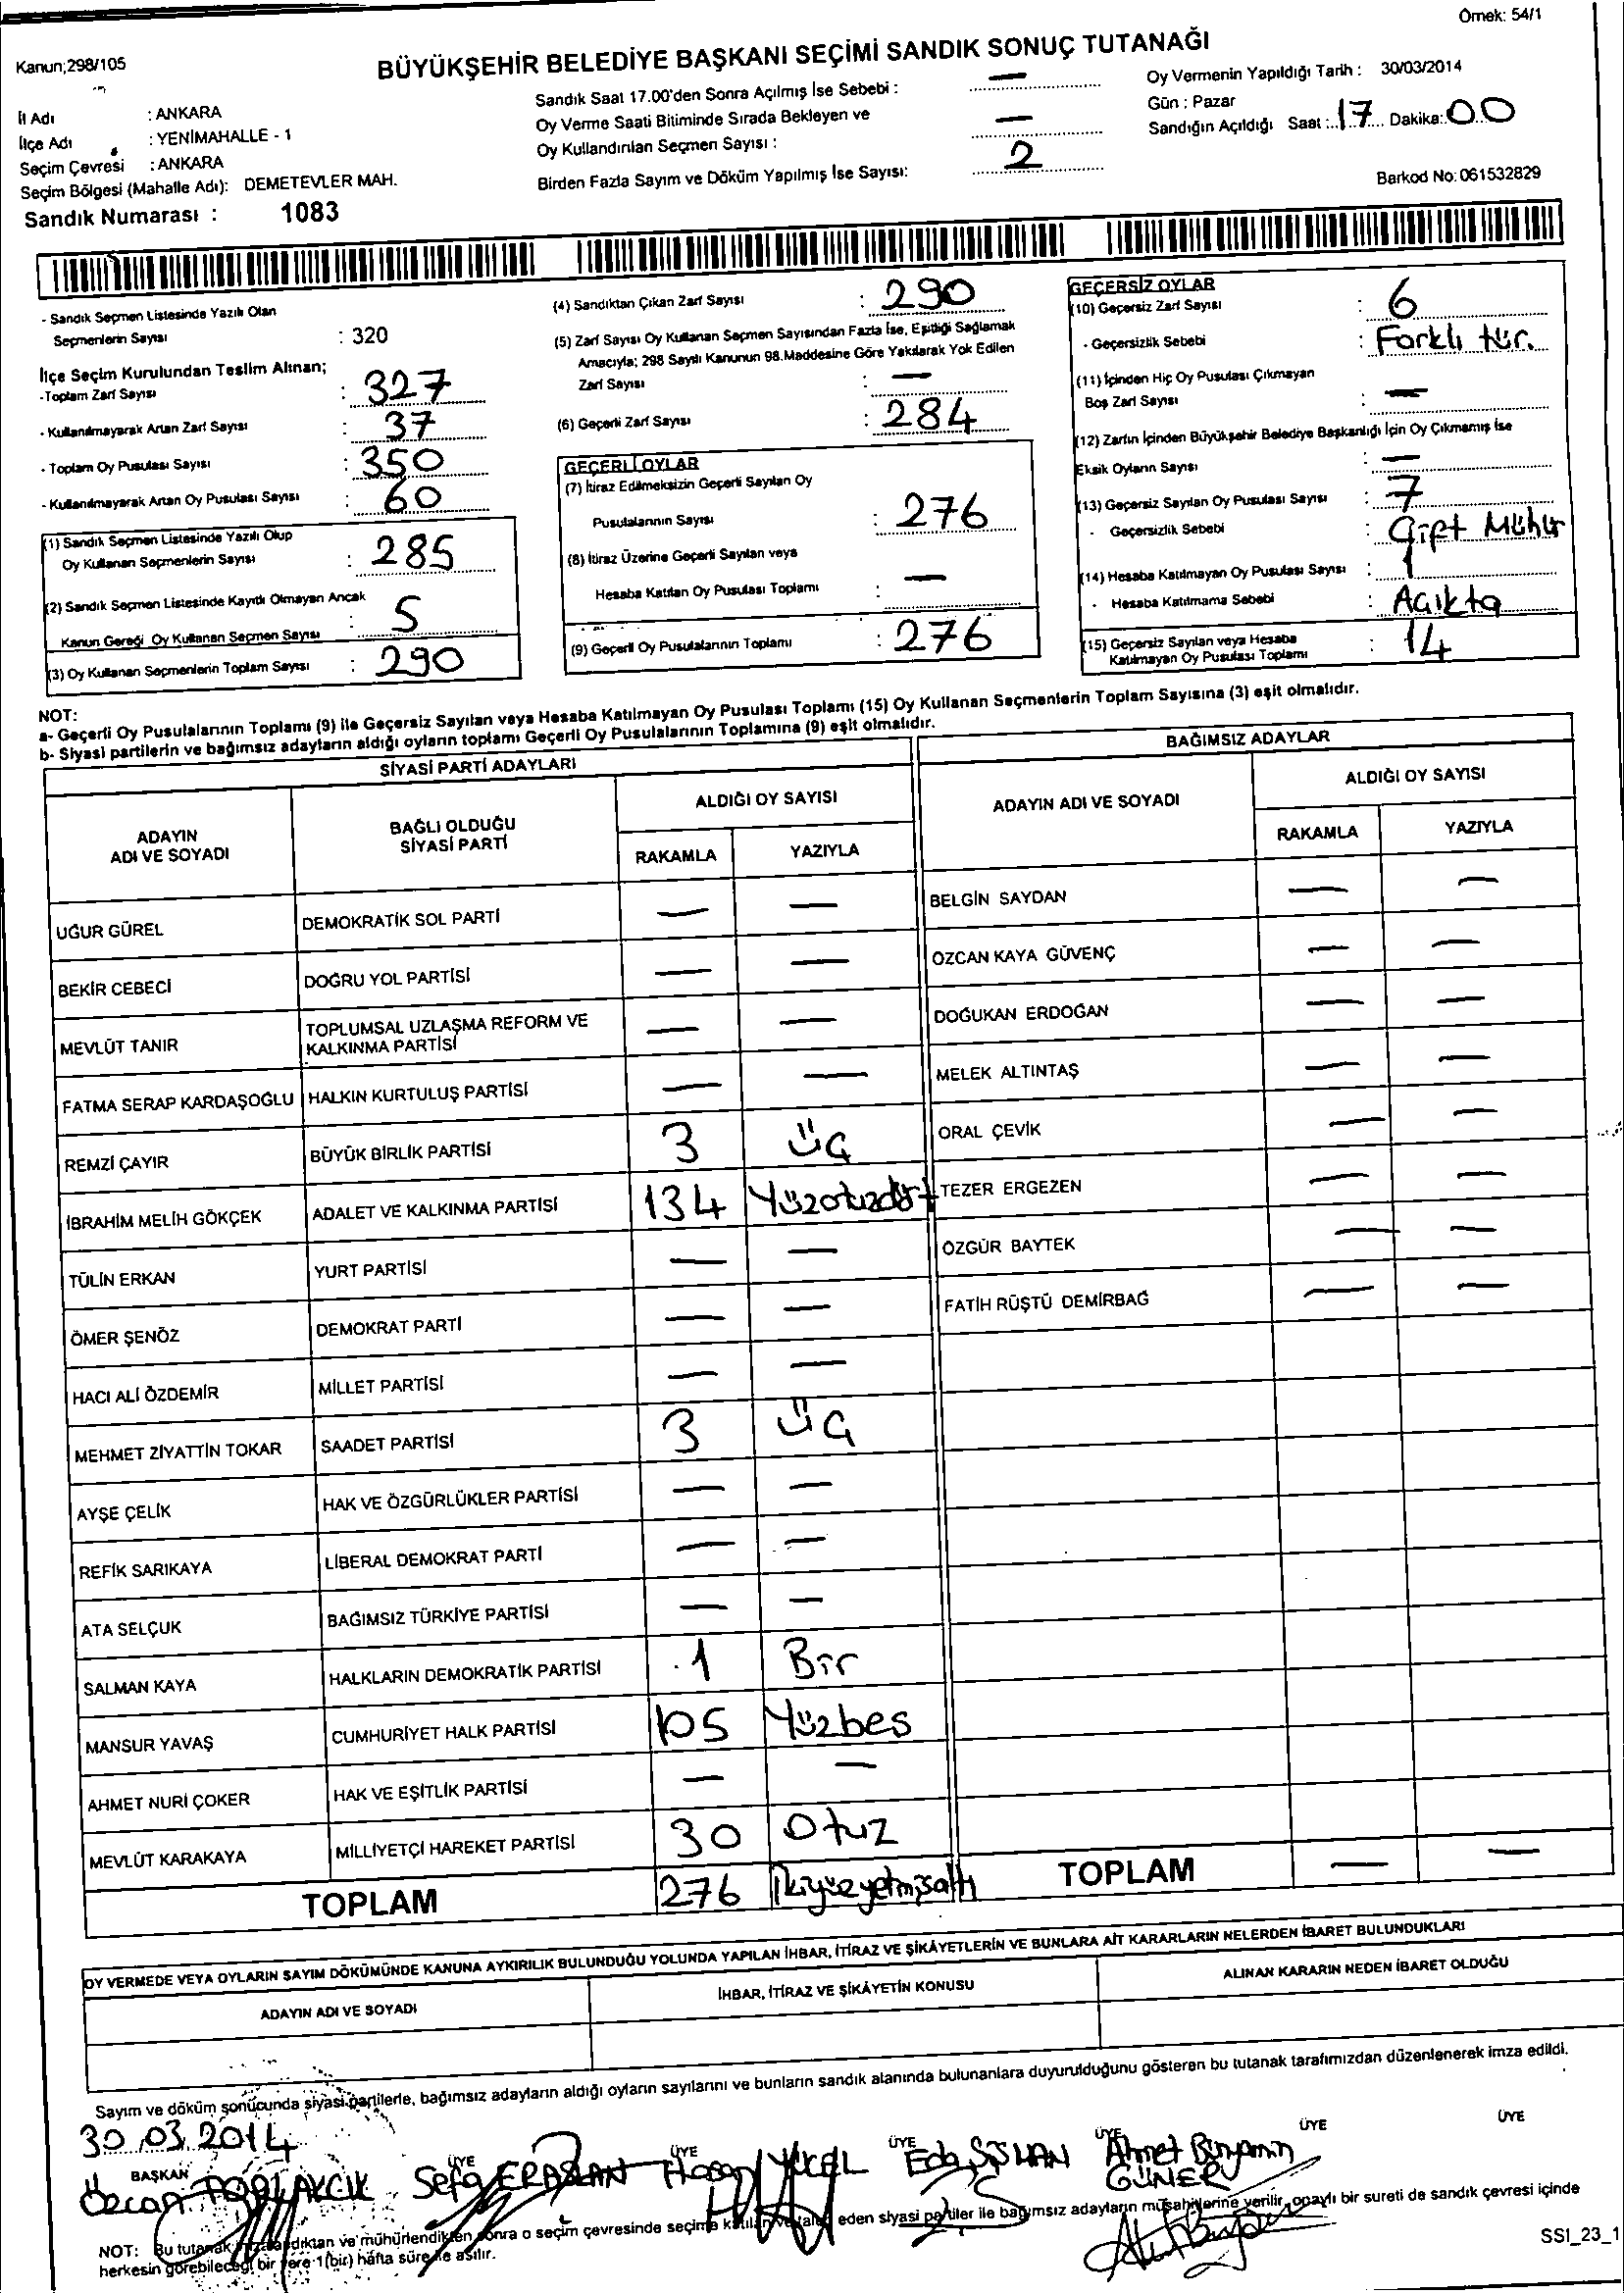 Örnek: 54/1
Kanun;298/105
BÜYÜKŞEHİR BELEDİYE BAŞKANI SEÇİMİ SANDIK SONUÇ TUTANAĞI
İl Adı : ANKARA
İlçe Adı : YENİMAHALLE - 1
Seçim Çevresi : ANKARA
Seçim Bölgesi (Mahalle Adı): DEMETEVLER MAH.
Sandık Numarası : 1083
Sandık Saat 17.00'den Sonra Açılmış İse Sebebi : —
Oy Verme Saati Bitiminde Sırada Bekleyen ve
Oy Kullandırılan Seçmen Sayısı : —
Birden Fazla Sayım ve Döküm Yapılmış İse Sayısı: 2
Oy Vermenin Yapıldığı Tarih : 30/03/2014
Gün : Pazar
Sandığın Açıldığı Saat : 17 Dakika: 00
Barkod No: 061532829
- Sandık Seçmen Listesinde Yazılı Olan
Seçmenlerin Sayısı : 320
İlçe Seçim Kurulundan Teslim Alınan;
-Toplam Zarf Sayısı : 327
- Kullanılmayarak Artan Zarf Sayısı : 37
- Toplam Oy Pusulası Sayısı : 350
- Kullanılmayarak Artan Oy Pusulası Sayısı : 60
(1) Sandık Seçmen Listesinde Yazılı Olup
Oy Kullanan Seçmenlerin Sayısı : 285
(2) Sandık Seçmen Listesinde Kayıtlı Olmayan Ancak
Kanun Gereği Oy Kullanan Seçmen Sayısı : 5
(3) Oy Kullanan Seçmenlerin Toplam Sayısı : 290
(4) Sandıktan Çıkan Zarf Sayısı : 290
(5) Zarf Sayısı Oy Kullanan Seçmen Sayısından Fazla İse, Eşitliği Sağlamak
Amacıyla; 298 Sayılı Kanunun 98.Maddesine Göre Yakılarak Yok Edilen
Zarf Sayısı : —
(6) Geçerli Zarf Sayısı : 284
GEÇERLİ OYLAR
(7) İtiraz Edilmeksizin Geçerli Sayılan Oy
Pusulalarının Sayısı : 276
(8) İtiraz Üzerine Geçerli Sayılan veya
Hesaba Katılan Oy Pusulası Toplamı : —
(9) Geçerli Oy Pusulalarının Toplamı : 276
GEÇERSİZ OYLAR
(10) Geçersiz Zarf Sayısı : 6
- Geçersizlik Sebebi : Farklı tür.
(11) İçinden Hiç Oy Pusulası Çıkmayan
Boş Zarf Sayısı : —
(12) Zarfın İçinden Büyükşehir Belediye Başkanlığı İçin Oy Çıkmamış İse
Eksik Oyların Sayısı : —
(13) Geçersiz Sayılan Oy Pusulası Sayısı : 7
- Geçersizlik Sebebi : Çift Mühür
(14) Hesaba Katılmayan Oy Pusulası Sayısı : 1
- Hesaba Katılmama Sebebi : Açıkta
(15) Geçersiz Sayılan veya Hesaba
Katılmayan Oy Pusulası Toplamı : 14
NOT:
a- Geçerli Oy Pusulalarının Toplamı (9) ile Geçersiz Sayılan veya Hesaba Katılmayan Oy Pusulası Toplamı (15) Oy Kullanan Seçmenlerin Toplam Sayısına (3) eşit olmalıdır.
b- Siyasi partilerin ve bağımsız adayların aldığı oyların toplamı Geçerli Oy Pusulalarının Toplamına (9) eşit olmalıdır.
SİYASİ PARTİ ADAYLARI
ADAYIN ADI VE SOYADI BAĞLI OLDUĞU SİYASİ PARTİ ALDIĞI OY SAYISI
RAKAMLA YAZIYLA
UĞUR GÜREL DEMOKRATİK SOL PARTİ — —
BEKİR CEBECİ DOĞRU YOL PARTİSİ — —
MEVLÜT TANIR TOPLUMSAL UZLAŞMA REFORM VE KALKINMA PARTİSİ — —
FATMA SERAP KARDAŞOĞLU HALKIN KURTULUŞ PARTİSİ — —
REMZİ ÇAYIR BÜYÜK BİRLİK PARTİSİ 3 Üç
İBRAHİM MELİH GÖKÇEK ADALET VE KALKINMA PARTİSİ 134 Yüzotuzdört
TÜLİN ERKAN YURT PARTİSİ — —
ÖMER ŞENÖZ DEMOKRAT PARTİ — —
HACI ALİ ÖZDEMİR MİLLET PARTİSİ — —
MEHMET ZİYATTİN TOKAR SAADET PARTİSİ 3 Üç
AYŞE ÇELİK HAK VE ÖZGÜRLÜKLER PARTİSİ — —
REFİK SARIKAYA LİBERAL DEMOKRAT PARTİ — —
ATA SELÇUK BAĞIMSIZ TÜRKİYE PARTİSİ — —
SALMAN KAYA HALKLARIN DEMOKRATİK PARTİSİ 1 Bir
MANSUR YAVAŞ CUMHURİYET HALK PARTİSİ 105 Yüzbes
AHMET NURİ ÇOKER HAK VE EŞİTLİK PARTİSİ — —
MEVLÜT KARAKAYA MİLLİYETÇİ HAREKET PARTİSİ 30 Otuz
TOPLAM 276 İkiyüzyetmişaltı
BAĞIMSIZ ADAYLAR
ADAYIN ADI VE SOYADI ALDIĞI OY SAYISI
RAKAMLA YAZIYLA
BELGİN SAYDAN — —
ÖZCAN KAYA GÜVENÇ — —
DOĞUKAN ERDOĞAN — —
MELEK ALTINTAŞ — —
ORAL ÇEVİK — —
TEZER ERGEZEN — —
ÖZGÜR BAYTEK — —
FATİH RÜŞTÜ DEMİRBAĞ — —
TOPLAM — —
OY VERMEDE VEYA OYLARIN SAYIM DÖKÜMÜNDE KANUNA AYKIRILIK BULUNDUĞU YOLUNDA YAPILAN İHBAR, İTİRAZ VE ŞİKÂYETLERİN VE BUNLARA AİT KARARLARIN NELERDEN İBARET BULUNDUKLARI
ADAYIN ADI VE SOYADI İHBAR, İTİRAZ VE ŞİKÂYETİN KONUSU ALINAN KARARIN NEDEN İBARET OLDUĞU
Sayım ve döküm sonucunda siyasi partilerle, bağımsız adayların aldığı oyların sayılarını ve bunların sandık alanında bulunanlara duyurulduğunu gösteren bu tutanak tarafımızdan düzenlenerek imza edildi.
30.03.2014
BAŞKAN ÜYE ÜYE ÜYE ÜYE ÜYE ÜYE
Özcan Sefa ERASLAN Hasan YÜCEL Eda ŞİŞMAN Ahmet Bünyamin
GÜNER
NOT: Bu tutanak imzalandıktan ve mühürlendikten sonra o seçim çevresinde seçime katılan ve talep eden siyasi partiler ile bağımsız adayların müşahitlerine verilir, onaylı bir sureti de sandık çevresi içinde
herkesin görebileceği bir yere 1(bir) hafta süre ile asılır.
SSI_23_1